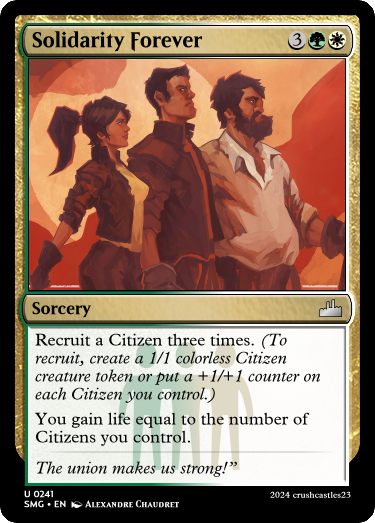 Solidarity Forever 3
Sorcery
Recruit a Citizen three times. (To
recruit, create a 1/1 colorless Citizen
creature token or put a +1/+1 counter on
each Citizen you control.)
You gain life equal to the number of
Citizens you control.
The union makes us strong!”
U 0241
SMG • EN Alexandre Chaudret
2024 crushcastles23